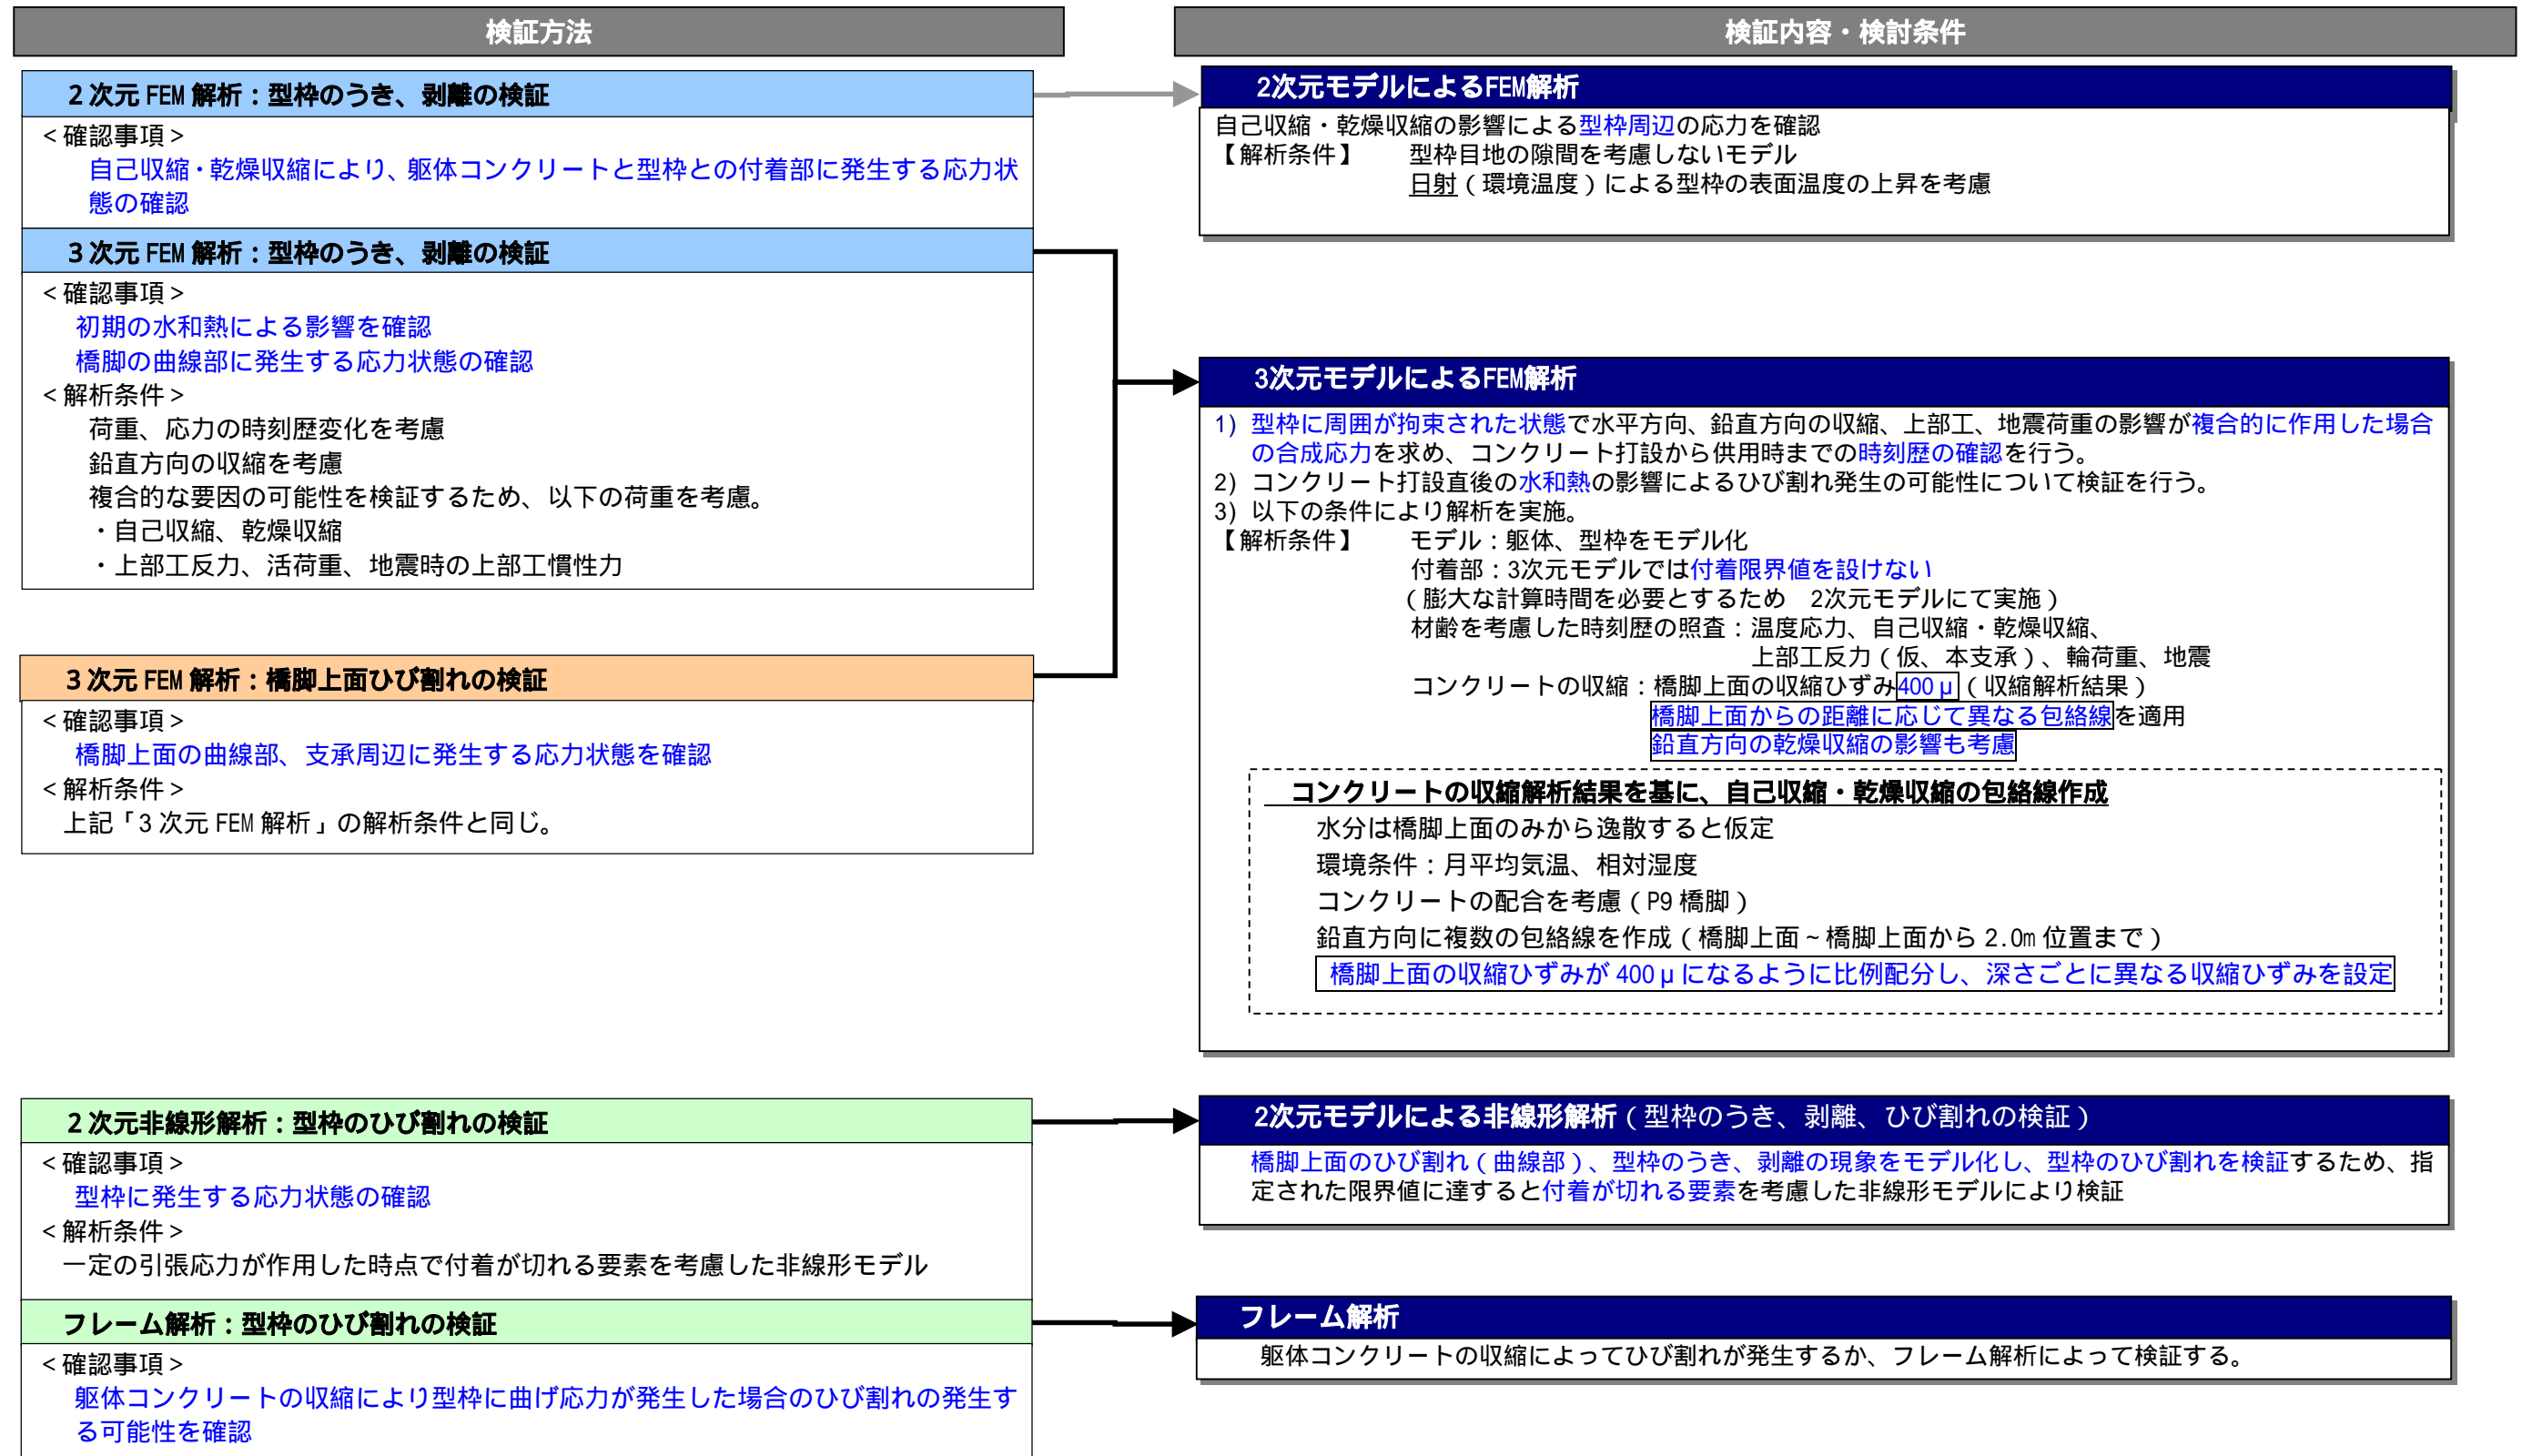 検証方法
2次元 FEM 解析：型枠のうき、剥離の検証
＜確認事項＞
自己収縮・乾燥収縮により、躯体コンクリートと型枠との付着部に発生する応力状
態の確認
3次元 FEM 解析：型枠のうき、剥離の検証
＜確認事項＞
初期の水和熱による影響を確認
橋脚の曲線部に発生する応力状態の確認
＜解析条件＞
荷重、応力の時刻歴変化を考慮
鉛直方向の収縮を考慮
複合的な要因の可能性を検証するため、以下の荷重を考慮。
・自己収縮、乾燥収縮
・上部工反力、活荷重、地震時の上部工慣性力
3次元 FEM 解析：橋脚上面ひび割れの検証
＜確認事項＞
橋脚上面の曲線部、支承周辺に発生する応力状態を確認
＜解析条件＞
上記「3次元 FEM 解析」の解析条件と同じ。
2次元非線形解析：型枠のひび割れの検証
＜確認事項＞
型枠に発生する応力状態の確認
＜解析条件＞
一定の引張応力が作用した時点で付着が切れる要素を考慮した非線形モデル
フレーム解析：型枠のひび割れの検証
＜確認事項＞
躯体コンクリートの収縮により型枠に曲げ応力が発生した場合のひび割れの発生す
る可能性を確認
検証内容・検討条件
2次元モデルによるFEM解析
自己収縮・乾燥収縮の影響による型枠周辺の応力を確認
【解析条件】 型枠目地の隙間を考慮しないモデル
日射（環境温度）による型枠の表面温度の上昇を考慮
3次元モデルによるFEM解析
1) 型枠に周囲が拘束された状態で水平方向、鉛直方向の収縮、上部工、地震荷重の影響が複合的に作用した場合
の合成応力を求め、コンクリート打設から供用時までの時刻歴の確認を行う。
2) コンクリート打設直後の水和熱の影響によるひび割れ発生の可能性について検証を行う。
3) 以下の条件により解析を実施。
【解析条件】 モデル：躯体、型枠をモデル化
付着部：3次元モデルでは付着限界値を設けない
（膨大な計算時間を必要とするため 2次元モデルにて実施）
材齢を考慮した時刻歴の照査：温度応力、自己収縮・乾燥収縮、
上部工反力（仮、本支承）、輪荷重、地震
コンクリートの収縮：橋脚上面の収縮ひずみ400μ（収縮解析結果）
橋脚上面からの距離に応じて異なる包絡線を適用
鉛直方向の乾燥収縮の影響も考慮
コンクリートの収縮解析結果を基に、自己収縮・乾燥収縮の包絡線作成
水分は橋脚上面のみから逸散すると仮定
環境条件：月平均気温、相対湿度
コンクリートの配合を考慮（P9 橋脚）
鉛直方向に複数の包絡線を作成（橋脚上面～橋脚上面から 2.0m 位置まで）
橋脚上面の収縮ひずみが 400μになるように比例配分し、深さごとに異なる収縮ひずみを設定
2次元モデルによる非線形解析（型枠のうき、剥離、ひび割れの検証）
橋脚上面のひび割れ（曲線部）、型枠のうき、剥離の現象をモデル化し、型枠のひび割れを検証するため、指
定された限界値に達すると付着が切れる要素を考慮した非線形モデルにより検証
フレーム解析
躯体コンクリートの収縮によってひび割れが発生するか、フレーム解析によって検証する。